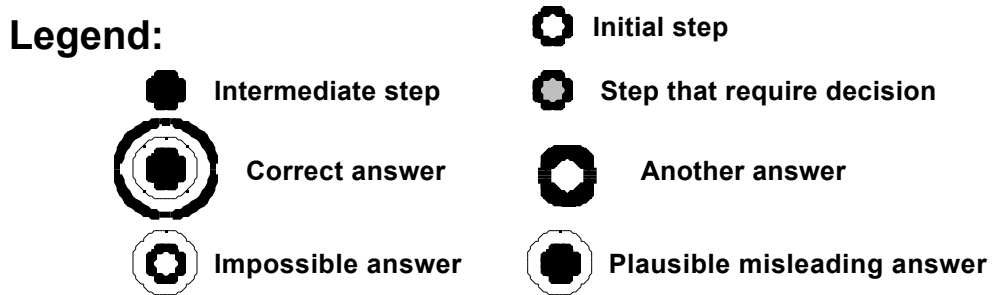 Legend:
Initial step
Intermediate step
Step that require decision
Correct answer
Another answer
Impossible answer
Plausible misleading answer